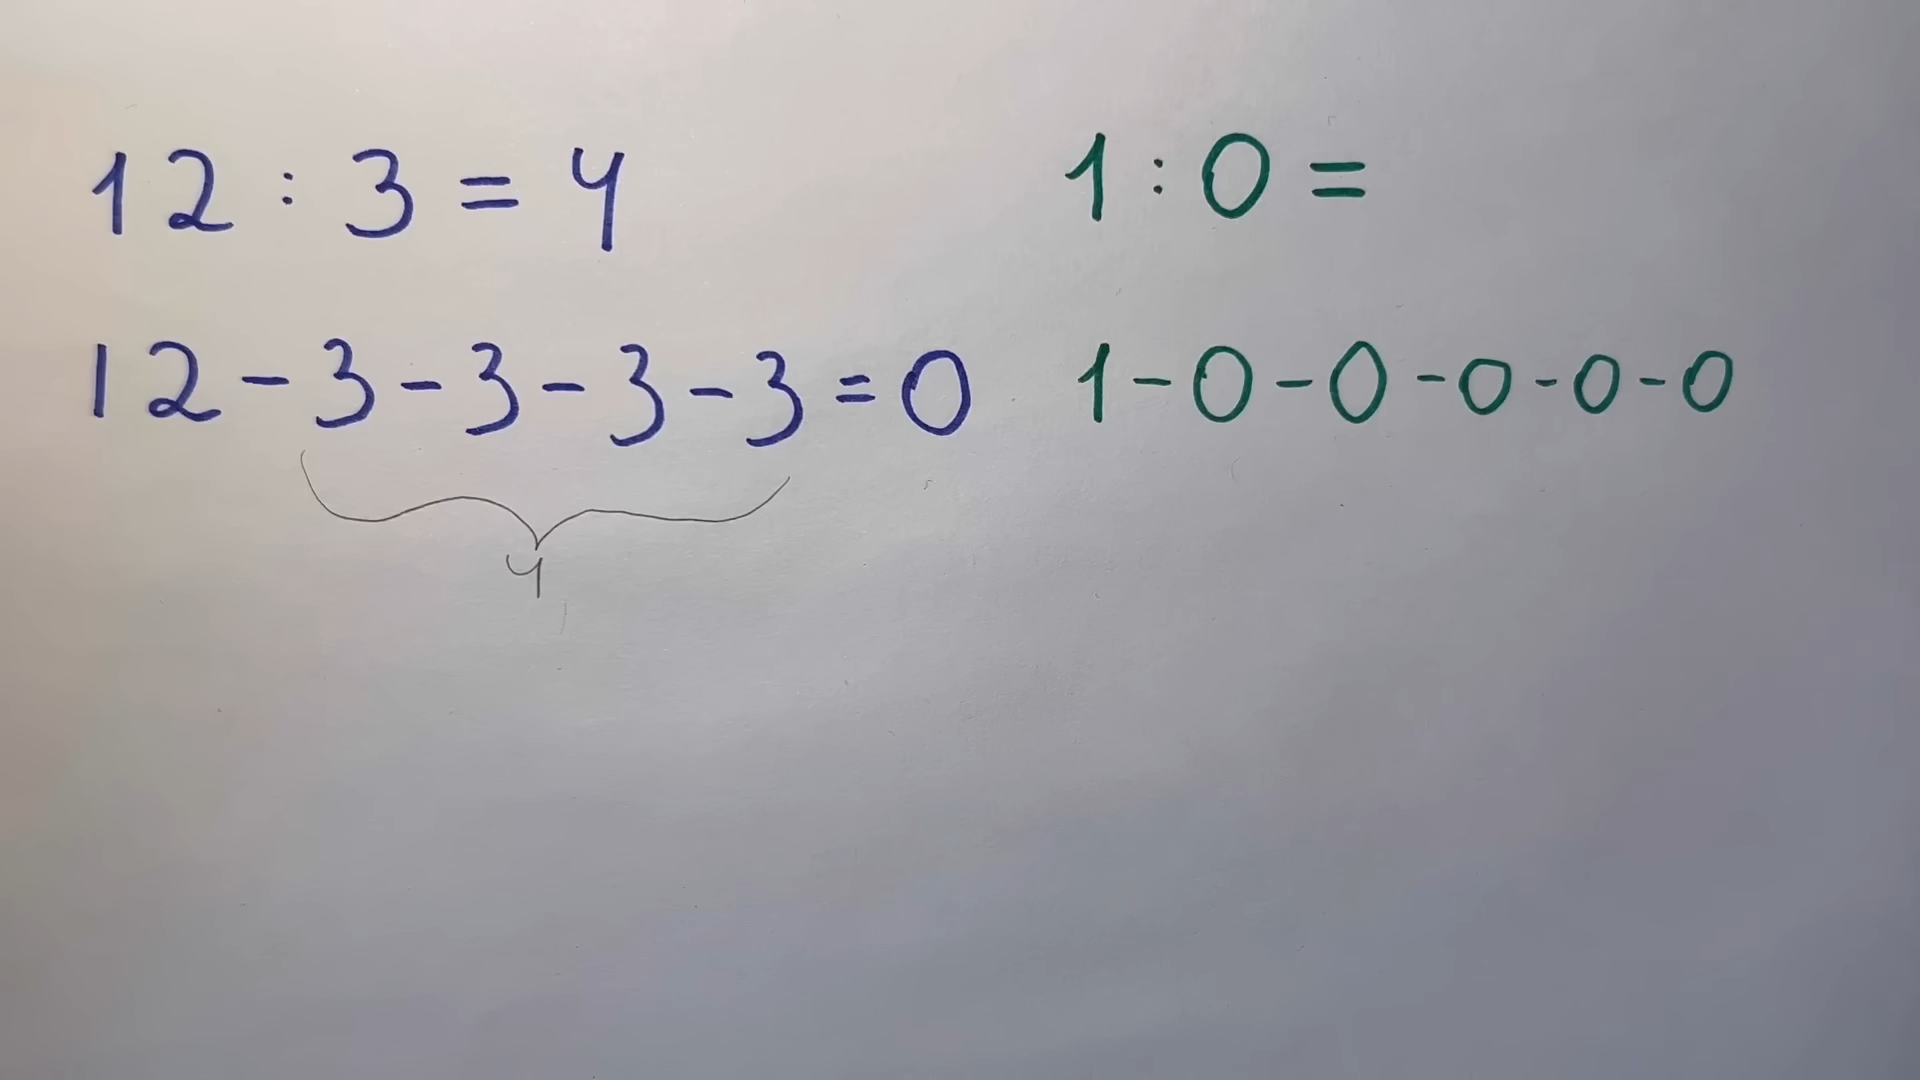 12 : 3 = 4
12 - 3 - 3 - 3 - 3 = 0
4
1 : 0 =
1 - 0 - 0 - 0 - 0 - 0